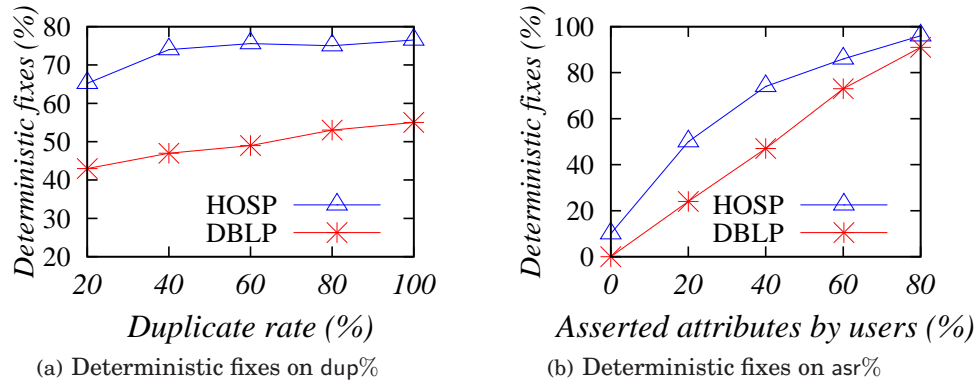 Deterministic fixes (%)
80
70
60
50
40
30
20
HOSP
DBLP
20 40 60 80 100
Duplicate rate (%)
(a) Deterministic fixes on dup%
Deterministic fixes (%)
100
80
60
40
20
0
HOSP
DBLP
0 20 40 60 80
Asserted attributes by users (%)
(b) Deterministic fixes on asr%